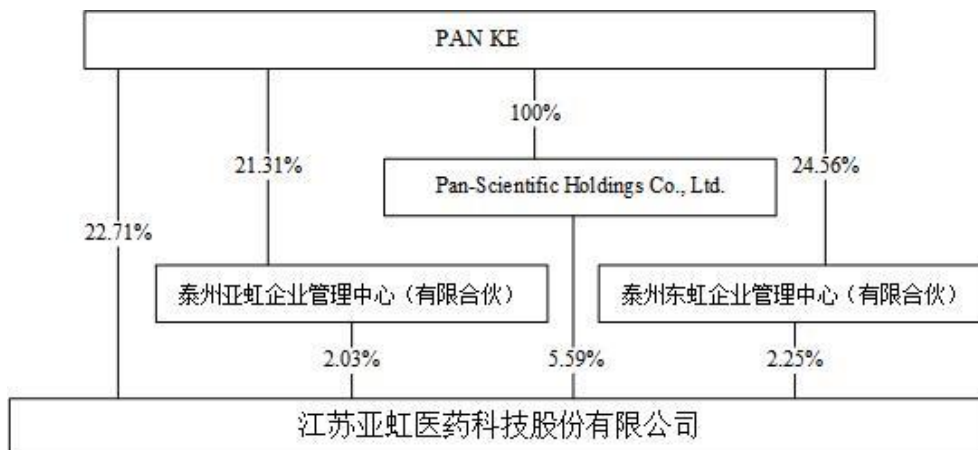 PAN KE
100%
21.31%
24.56%
Pan-Scientific Holdings Co., Ltd.
22.71%
泰州亚虹企业管理中心（有限合伙）
泰州东虹企业管理中心（有限合伙）
2.03%
5.59%
2.25%
江苏亚虹医药科技股份有限公司